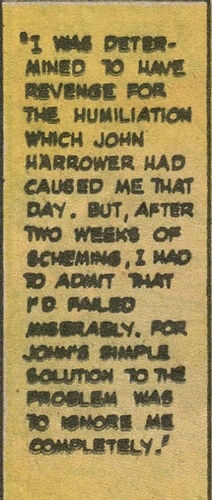 "I WAS DETER-
MINED TO HAVE
REVENGE FOR
THE HUMILIATION
WHICH JOHN
HARROWER HAD
CAUSED ME THAT
DAY. BUT, AFTER
TWO WEEKS OF
SCHEMING, I HAD
TO ADMIT THAT
I'D FAILED
MISERABLY. FOR
JOHN'S SIMPLE
SOLUTION TO THE
PROBLEM WAS
TO IGNORE ME
COMPLETELY."